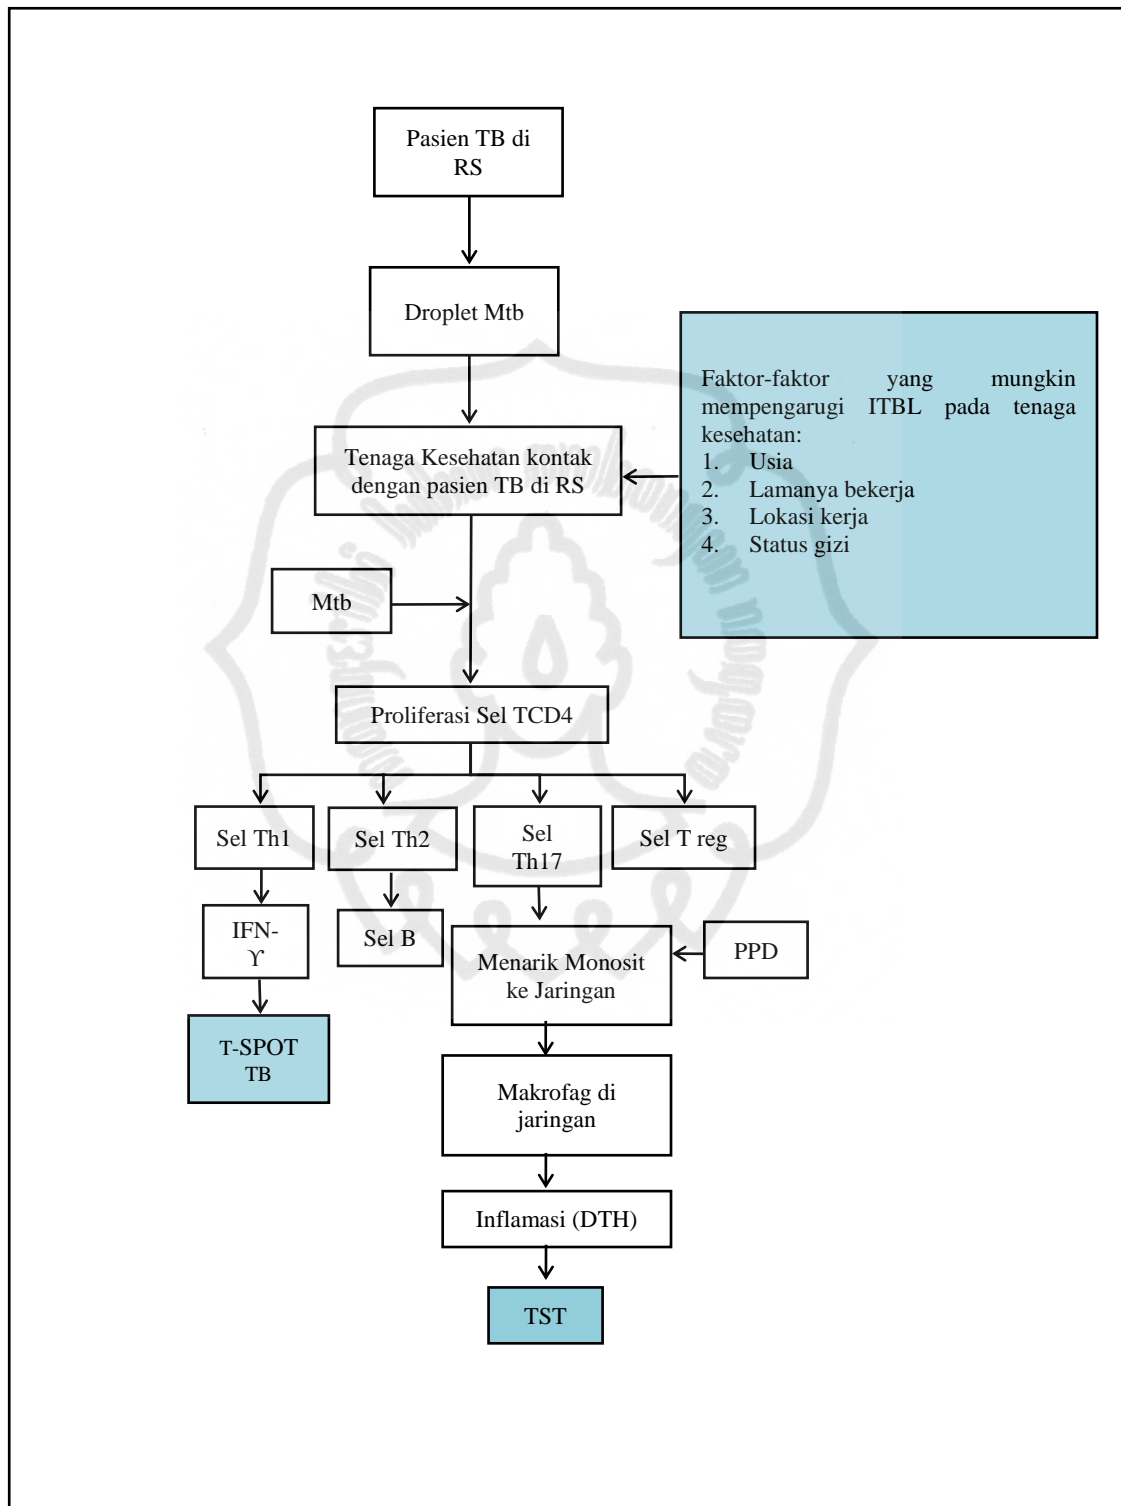 Pasien TB di
RS
Droplet Mtb
Faktor-faktor yang mungkin
mempengarugi ITBL pada tenaga
kesehatan:
1. Usia
2. Lamanya bekerja
3. Lokasi kerja
4. Status gizi
Tenaga Kesehatan kontak
dengan pasien TB di RS
Mtb
Proliferasi Sel TCD4
Sel Th1
Sel Th2
Sel
Th17
Sel T reg
IFN-
ϒ
Sel B
Menarik Monosit
ke Jaringan
PPD
T-SPOT
TB
Makrofag di
jaringan
Inflamasi (DTH)
TST